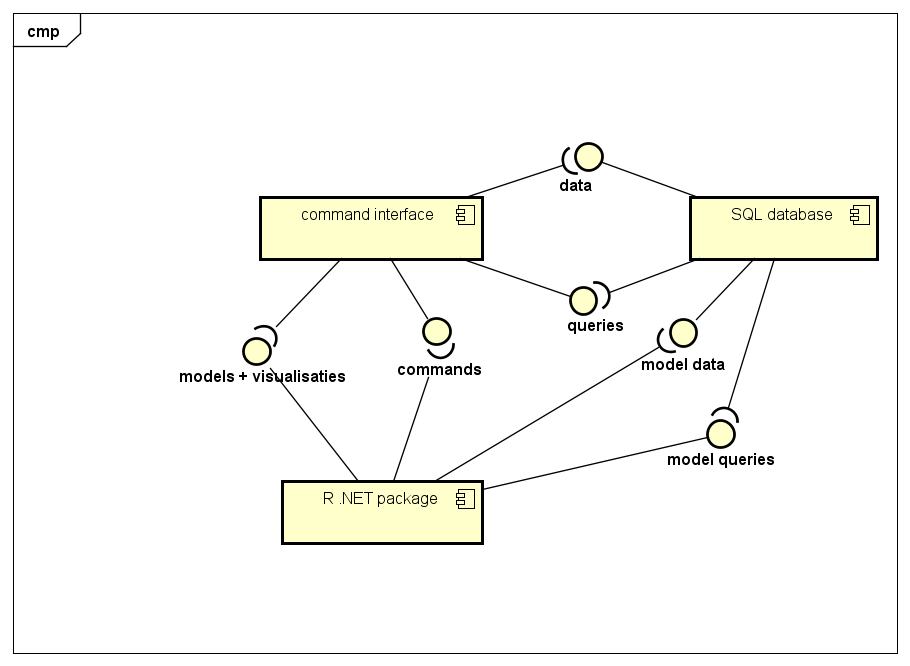 cmp
data
command interface
SQL database
queries
models + visualisaties
commands
model data
model queries
R .NET package